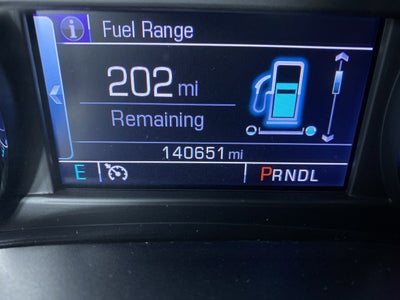 i Fuel Range
202 mi
Remaining
140651 mi
E PRNDL